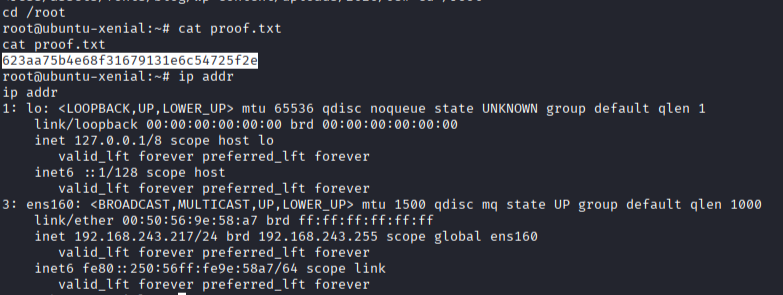 cd /root
root@ubuntu-xenial:~# cat proof.txt
cat proof.txt
623aa75b4e68f31679131e6c54725f2e
root@ubuntu-xenial:~# ip addr
ip addr
1: lo: <LOOPBACK,UP,LOWER_UP> mtu 65536 qdisc noqueue state UNKNOWN group default qlen 1
    link/loopback 00:00:00:00:00:00 brd 00:00:00:00:00:00
    inet 127.0.0.1/8 scope host lo
       valid_lft forever preferred_lft forever
    inet6 ::1/128 scope host
       valid_lft forever preferred_lft forever
3: ens160: <BROADCAST,MULTICAST,UP,LOWER_UP> mtu 1500 qdisc mq state UP group default qlen 1000
    link/ether 00:50:56:9e:58:a7 brd ff:ff:ff:ff:ff:ff
    inet 192.168.243.217/24 brd 192.168.243.255 scope global ens160
       valid_lft forever preferred_lft forever
    inet6 fe80::250:56ff:fe9e:58a7/64 scope link
       valid_lft forever preferred_lft forever